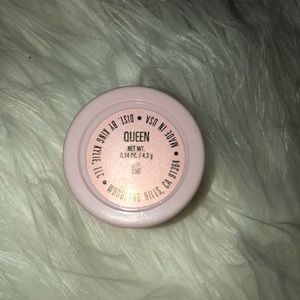 QUEEN
NET WT.
0.14 OZ. / 4.0 g
• MADE IN USA • DIST. BY KING KYLIE, LLC • WOODLAND HILLS, CA 91364